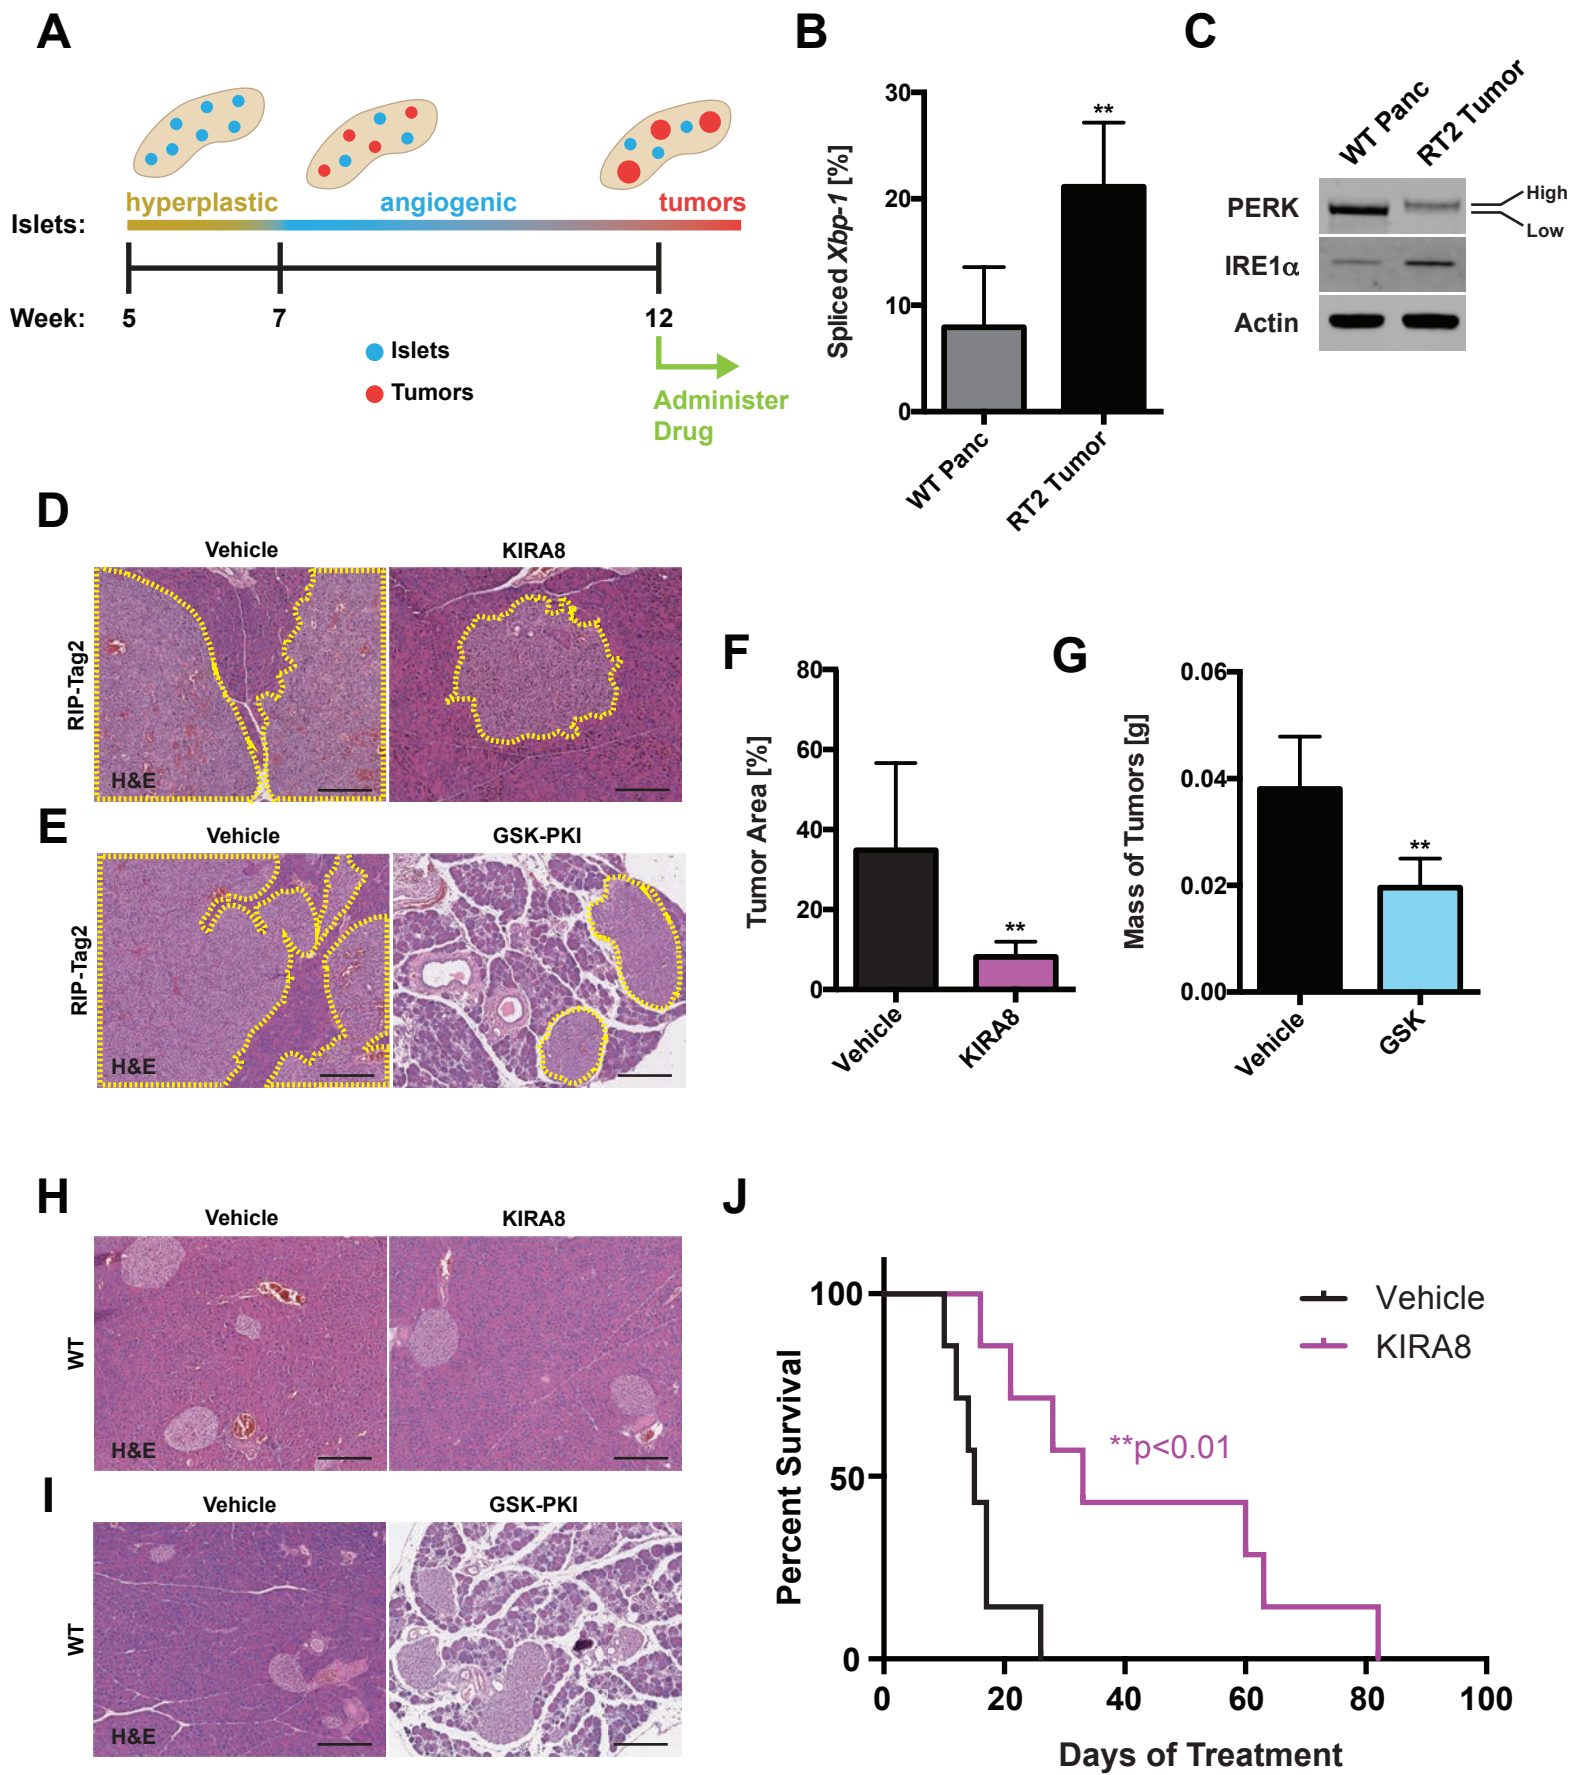 A
hyperplastic
angiogenic
tumors
Islets:
Week:
5
7
12
Islets
Tumors
Administer
Drug
B
Spliced Xbp-1 [%]
30
20
10
0
**
WT Panc
RT2 Tumor
C
WT Panc
RT2 Tumor
PERK
High
Low
IRE1α
Actin
D
Vehicle
KIRA8
RIP-Tag2
H&E
E
Vehicle
GSK-PKI
RIP-Tag2
H&E
F
Tumor Area [%]
80
60
40
20
0
**
Vehicle
KIRA8
G
Mass of Tumors [g]
0.06
0.04
0.02
0.00
**
Vehicle
GSK
H
Vehicle
KIRA8
WT
H&E
I
Vehicle
GSK-PKI
WT
H&E
J
Percent Survival
100
50
0
Vehicle
KIRA8
**p<0.01
0
20
40
60
80
100
Days of Treatment